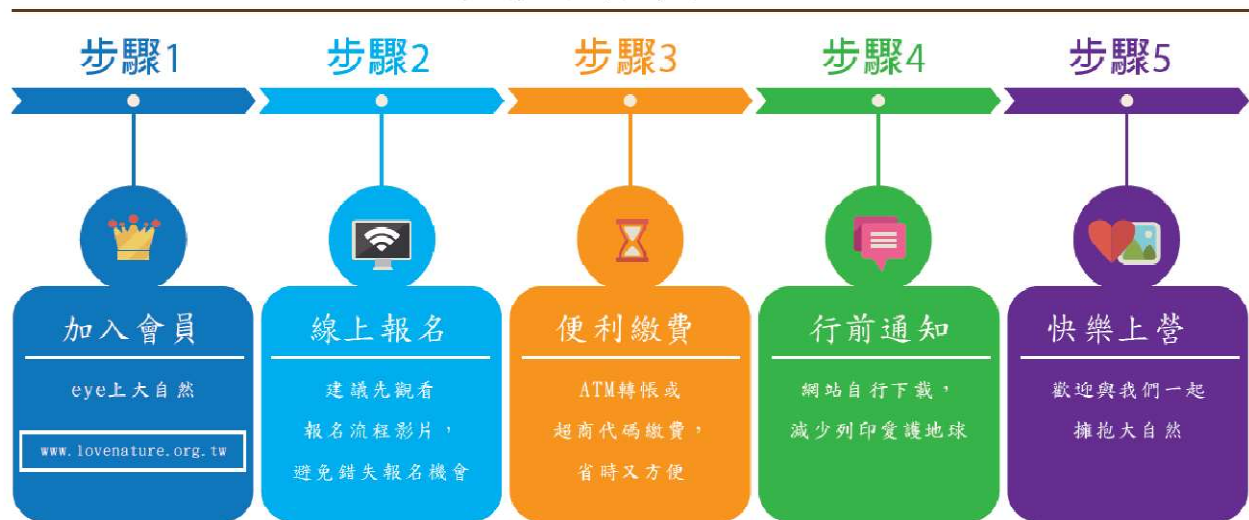 步驟1
步驟2
步驟3
步驟4
步驟5
加入會員
eye上大自然
www.lovenature.org.tw
線上報名
建議先觀看
報名流程影片，
避免錯失報名機會
便利繳費
ATM轉帳或
超商代碼繳費，
省時又方便
行前通知
網站自行下載，
減少列印愛護地球
快樂上營
歡迎與我們一起
擁抱大自然